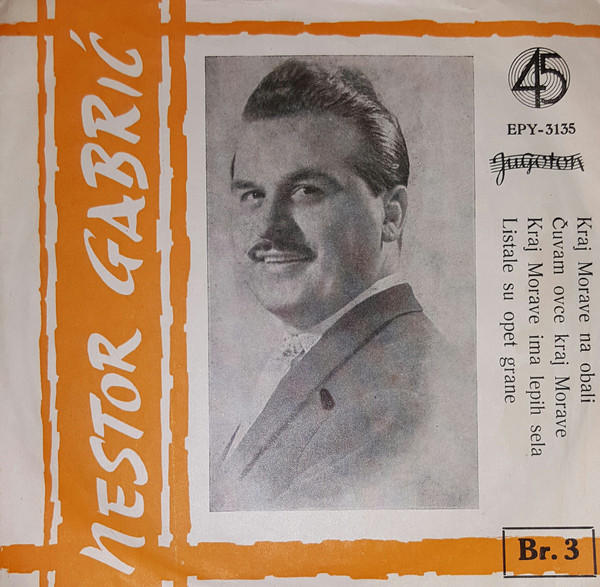 NESTOR GABRIĆ
45
EPY-3135
Jugoton
Kraj Morave na obali
Čuvam ovce kraj Morave
Kraj Morave ima lepih sela
Listale su opet grane
Br. 3